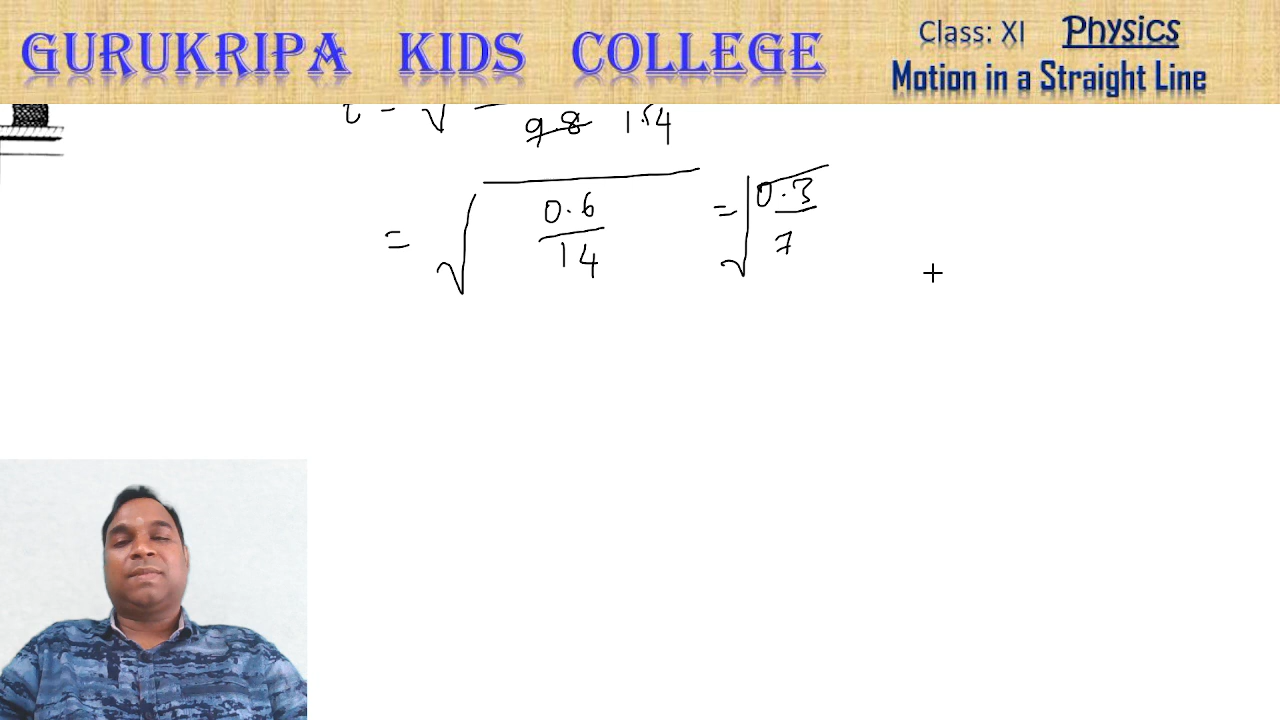 GURUKRIPA KIDS COLLEGE
Class: XI Physics
Motion in a Straight Line
9.8 1.4
= √ 0.6 / 14 = √ 0.3 / 7
+